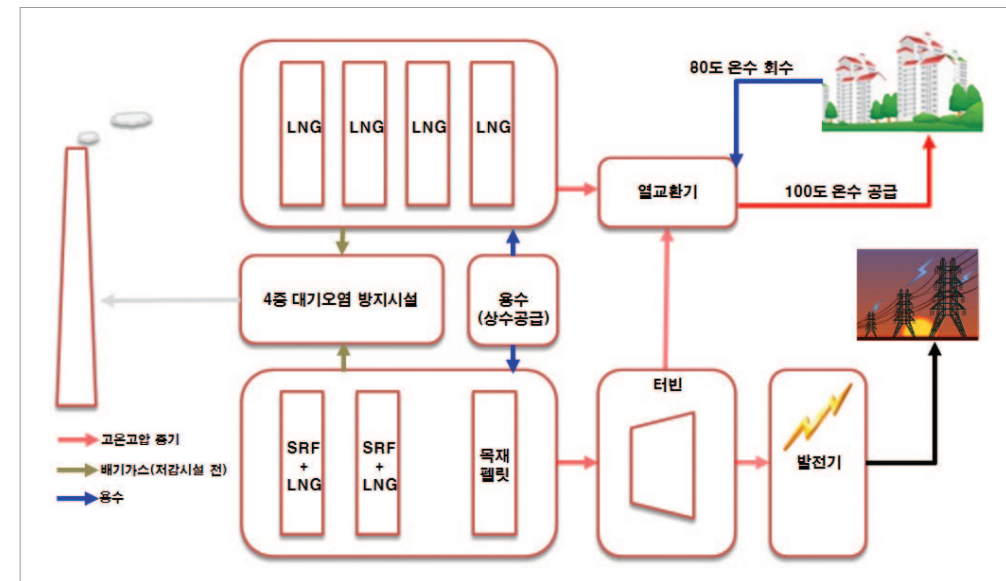 80도 온수 회수
LNG
LNG
LNG
LNG
열교환기
100도 온수 공급
4중 대기오염 방지시설
용수
(상수공급)
터빈
SRF
+
LNG
SRF
+
LNG
목재
펠릿
발전기
고온고압 증기
배기가스(저감시설 전)
용수